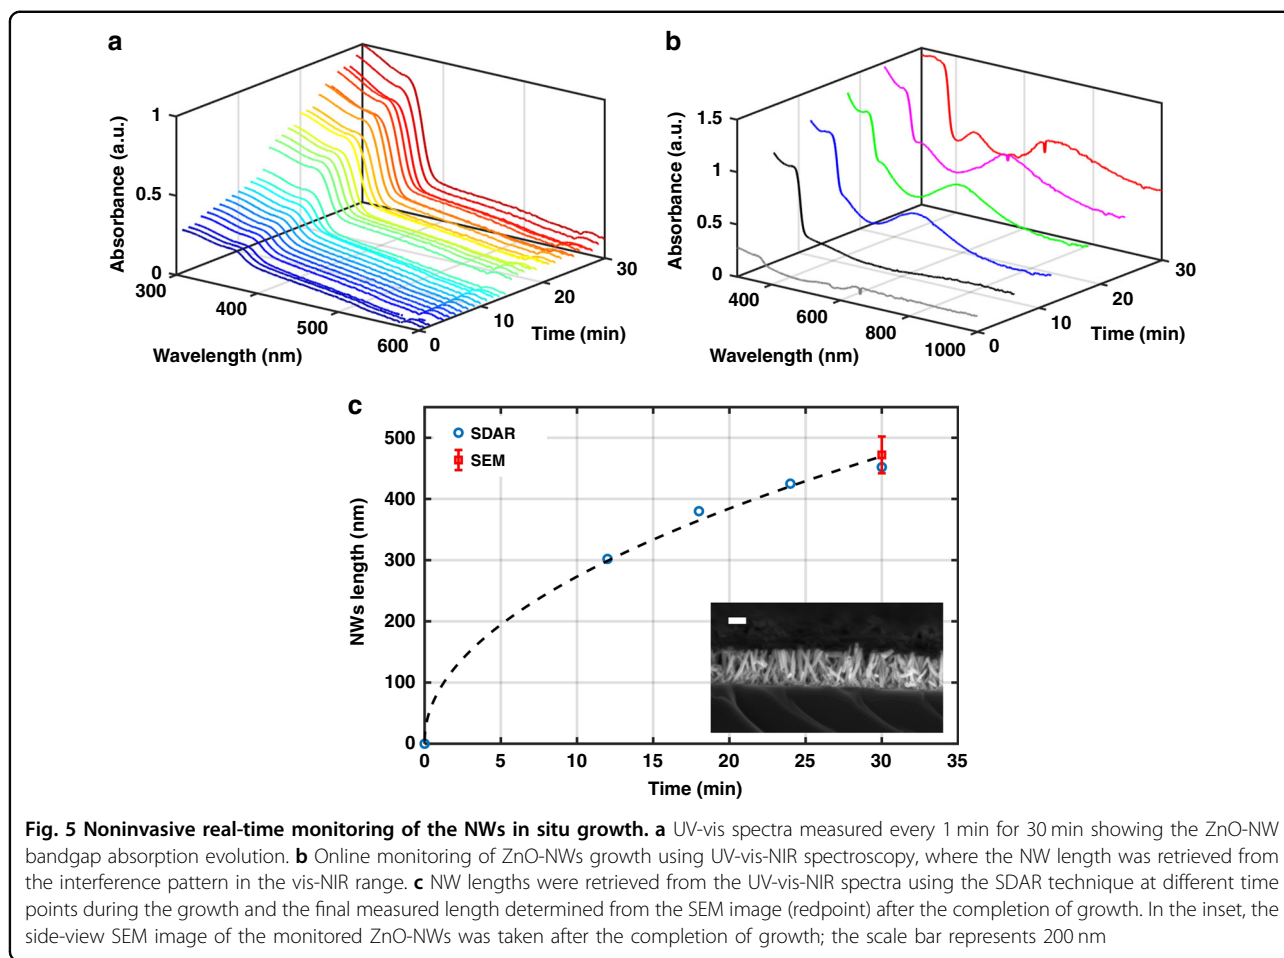 a
b
1
0.5
0
Absorbance (a.u.)
300
400
500
600
Wavelength (nm)
0
10
20
30
Time (min)
1.5
1
0.5
0
Absorbance (a.u.)
400
600
800
1000
Wavelength (nm)
0
10
20
30
Time (min)
c
SDAR
SEM
500
400
300
200
100
0
NWs length (nm)
0 5 10 15 20 25 30 35
Time (min)
Fig. 5 Noninvasive real-time monitoring of the NWs in situ growth. a UV-vis spectra measured every 1 min for 30 min showing the ZnO-NW
bandgap absorption evolution. b Online monitoring of ZnO-NWs growth using UV-vis-NIR spectroscopy, where the NW length was retrieved from
the interference pattern in the vis-NIR range. c NW lengths were retrieved from the UV-vis-NIR spectra using the SDAR technique at different time
points during the growth and the final measured length determined from the SEM image (redpoint) after the completion of growth. In the inset, the
side-view SEM image of the monitored ZnO-NWs was taken after the completion of growth; the scale bar represents 200 nm